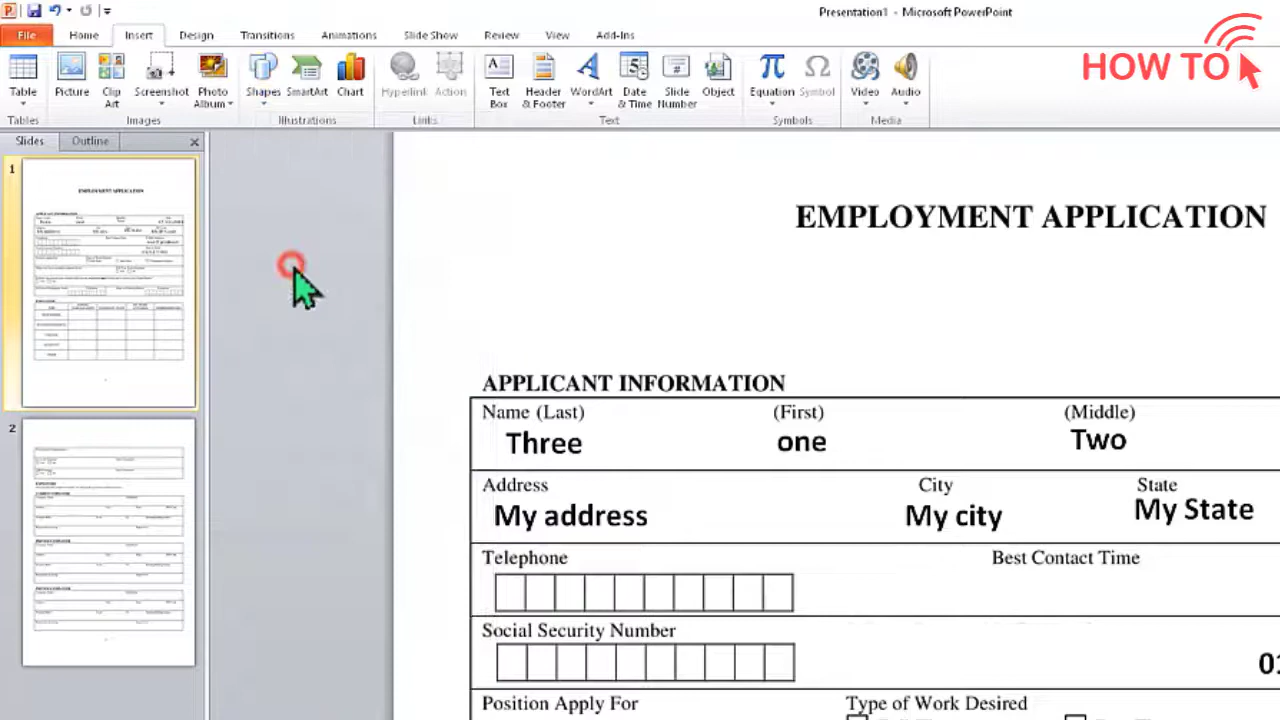 Presentation1 - Microsoft PowerPoint
HOW TO
File Home Insert Design Transitions Animations Slide Show Review View Add-Ins
Table Picture Clip Art Screenshot Photo Album Shapes SmartArt Chart Hyperlink Action Text Box Header & Footer WordArt Date & Time Slide Number Object Equation Symbol Video Audio
Tables Images Illustrations Links Text Symbols Media
Slides Outline
1
EMPLOYMENT APPLICATION
2
EMPLOYMENT APPLICATION
APPLICANT INFORMATION
Name (Last) (First) (Middle)
Three one Two
Address City State
My address My city My State
Telephone Best Contact Time
Social Security Number
Position Apply For Type of Work Desired